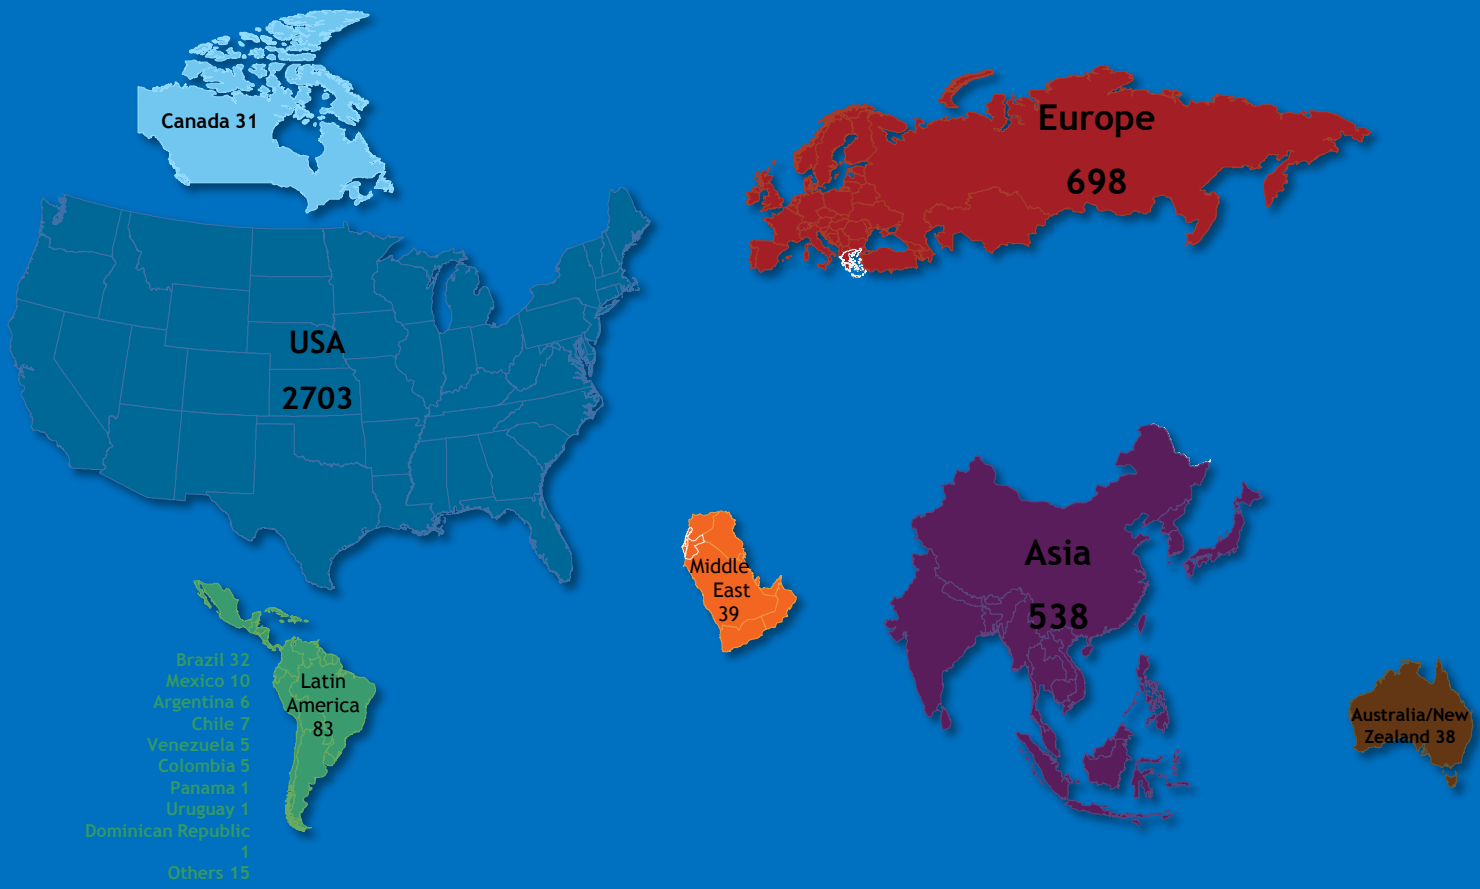 Canada 31
Europe
698
USA
2703
Asia
538
Middle
East
39
Latin
America
83
Brazil 32
Mexico 10
Argentina 6
Chile 7
Venezuela 5
Colombia 5
Panama 1
Uruguay 1
Dominican Republic
1
Others 15
Australia/New
Zealand 38